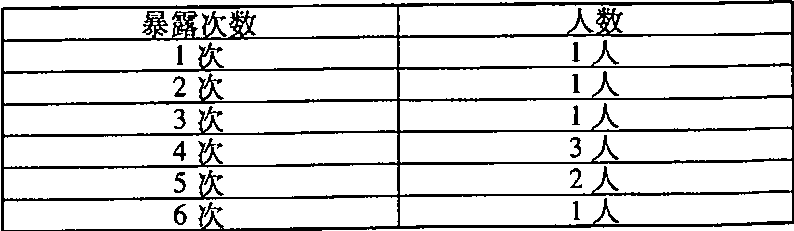 暴露次数 人数
1 次 1 人
2 次 1 人
3 次 1 人
4 次 3 人
5 次 2 人
6 次 1 人